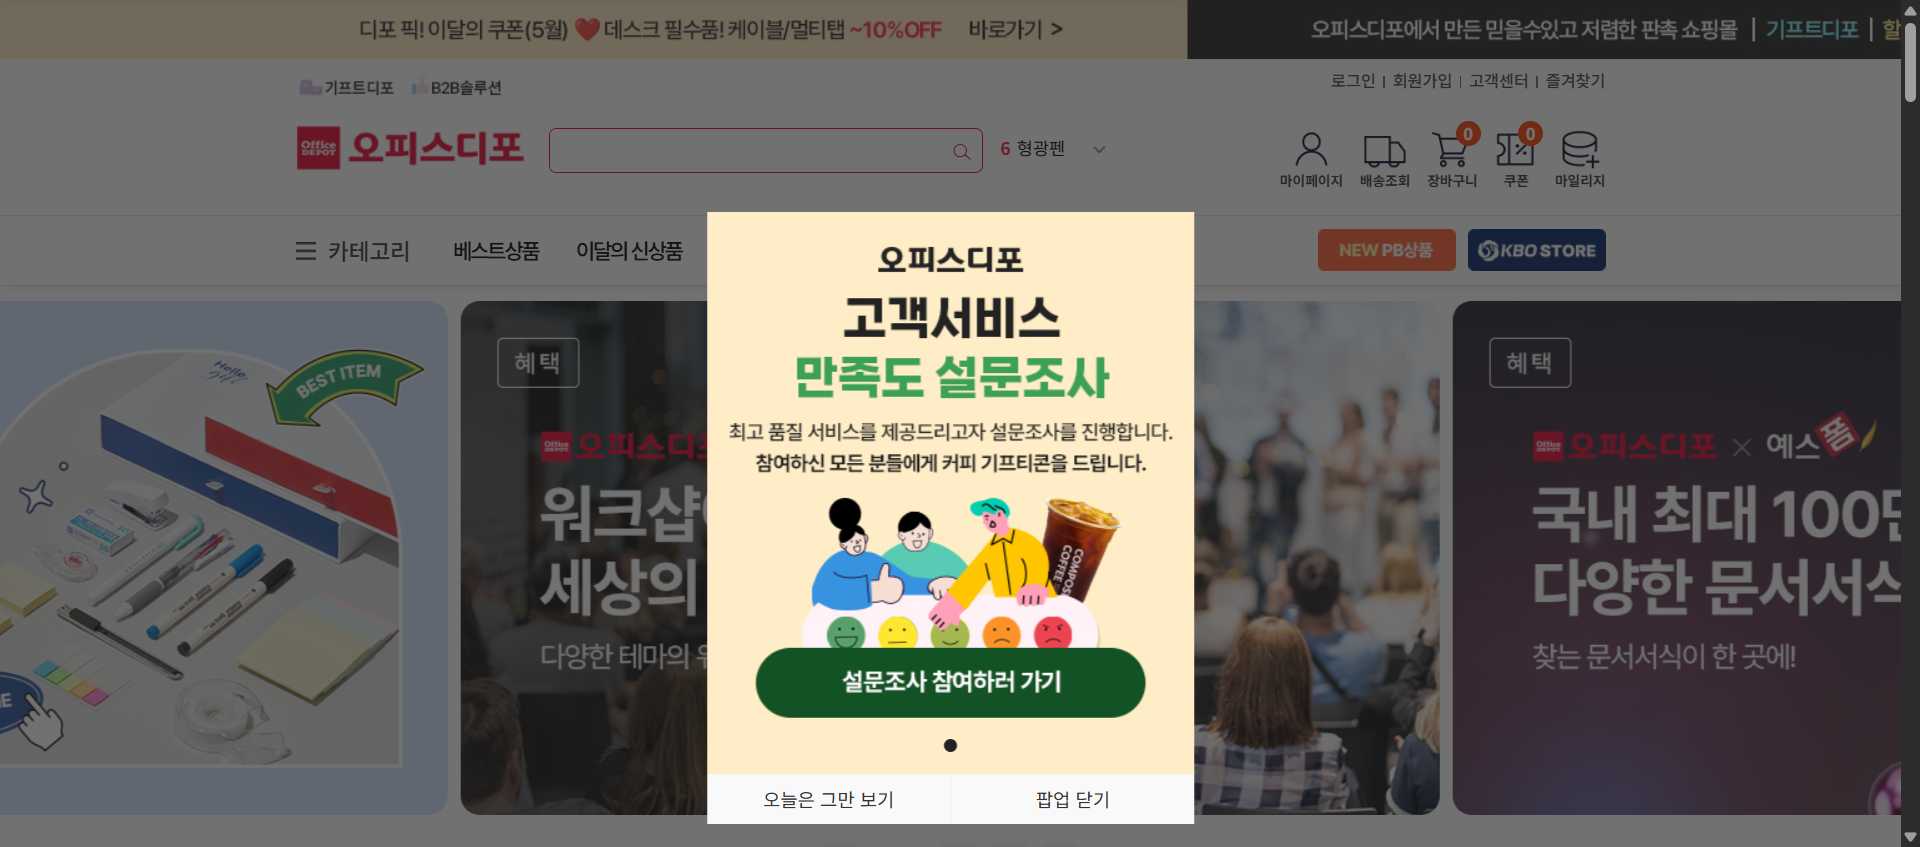 디포 픽! 이달의 쿠폰(5월) ❤️ 데스크 필수품! 케이블/멀티탭 ~10%OFF 바로가기 >
오피스디포에서 만든 믿을수있고 저렴한 판촉 쇼핑몰 | 기프트디포 | 할
기프트디포 B2B솔루션
로그인 | 회원가입 | 고객센터 | 즐겨찾기
Office DEPOT 오피스디포
6 형광펜
0
0
마이페이지 배송조회 장바구니 쿠폰 마일리지
카테고리 베스트상품 이달의 신상품
NEW PB상품
KBO STORE
Hello
BEST ITEM
혜택
Office DEPOT 오피스디
워크샵
세상의
다양한 테마의 워
오피스디포
고객서비스
만족도 설문조사
최고 품질 서비스를 제공드리고자 설문조사를 진행합니다.
참여하신 모든 분들에게 커피 기프티콘을 드립니다.
COMPOSE
COFFEE
설문조사 참여하러 가기
오늘은 그만 보기
팝업 닫기
혜택
Office DEPOT 오피스디포 × 예스폼
국내 최대 100만
다양한 문서서식
찾는 문서서식이 한 곳에!